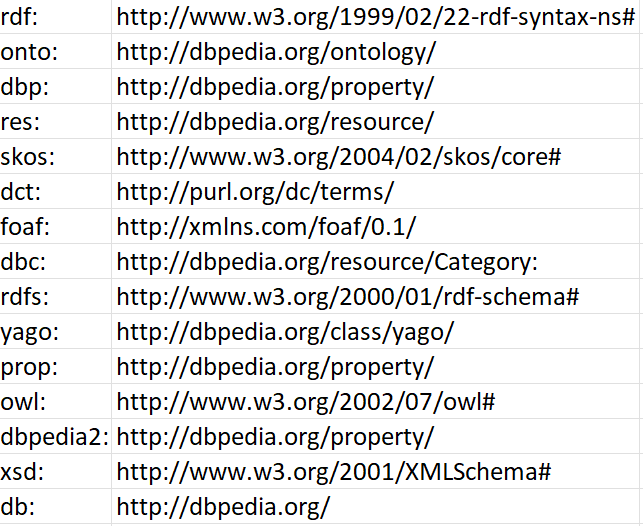 rdf: http://www.w3.org/1999/02/22-rdf-syntax-ns#
onto: http://dbpedia.org/ontology/
dbp: http://dbpedia.org/property/
res: http://dbpedia.org/resource/
skos: http://www.w3.org/2004/02/skos/core#
dct: http://purl.org/dc/terms/
foaf: http://xmlns.com/foaf/0.1/
dbc: http://dbpedia.org/resource/Category:
rdfs: http://www.w3.org/2000/01/rdf-schema#
yago: http://dbpedia.org/class/yago/
prop: http://dbpedia.org/property/
owl: http://www.w3.org/2002/07/owl#
dbpedia2: http://dbpedia.org/property/
xsd: http://www.w3.org/2001/XMLSchema#
db: http://dbpedia.org/